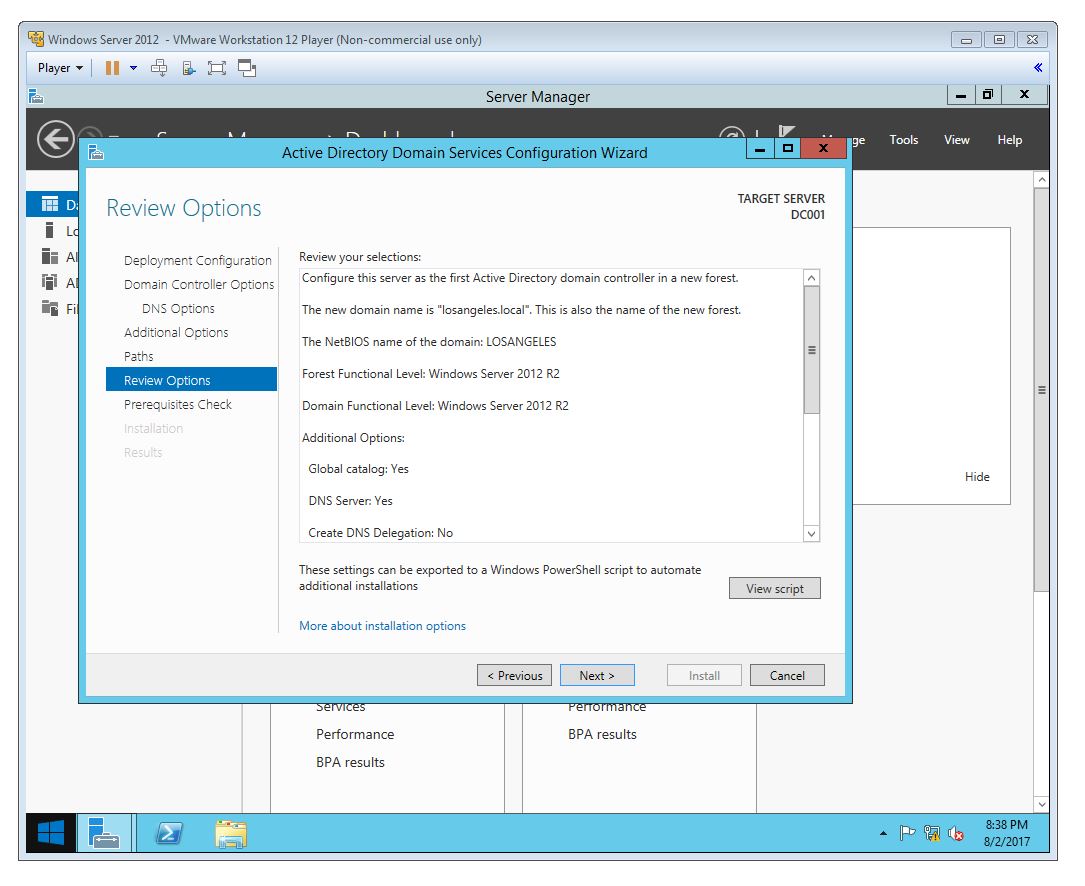 Windows Server 2012 - VMware Workstation 12 Player (Non-commercial use only)
Player
Server Manager
Tools View Help
Active Directory Domain Services Configuration Wizard
Review Options
TARGET SERVER
DC001
Deployment Configuration
Domain Controller Options
DNS Options
Additional Options
Paths
Review Options
Prerequisites Check
Installation
Results
Review your selections:
Configure this server as the first Active Directory domain controller in a new forest.
The new domain name is "losangeles.local". This is also the name of the new forest.
The NetBIOS name of the domain: LOSANGELES
Forest Functional Level: Windows Server 2012 R2
Domain Functional Level: Windows Server 2012 R2
Additional Options:
Global catalog: Yes
DNS Server: Yes
Create DNS Delegation: No
These settings can be exported to a Windows PowerShell script to automate
additional installations
View script
More about installation options
< Previous
Next >
Install
Cancel
Hide
Services
Performance
BPA results
Performance
BPA results
8:38 PM
8/2/2017